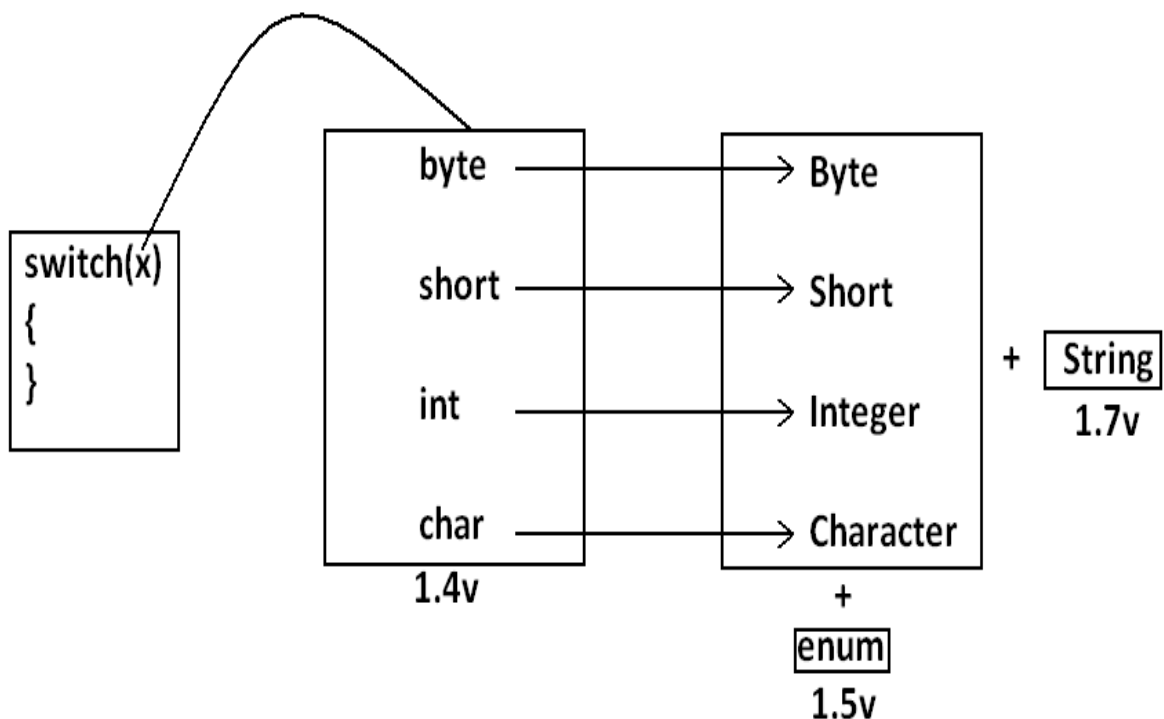 switch(x)
{
}
byte
short
int
char
1.4v
Byte
Short
Integer
Character
+
enum
1.5v
+
String
1.7v